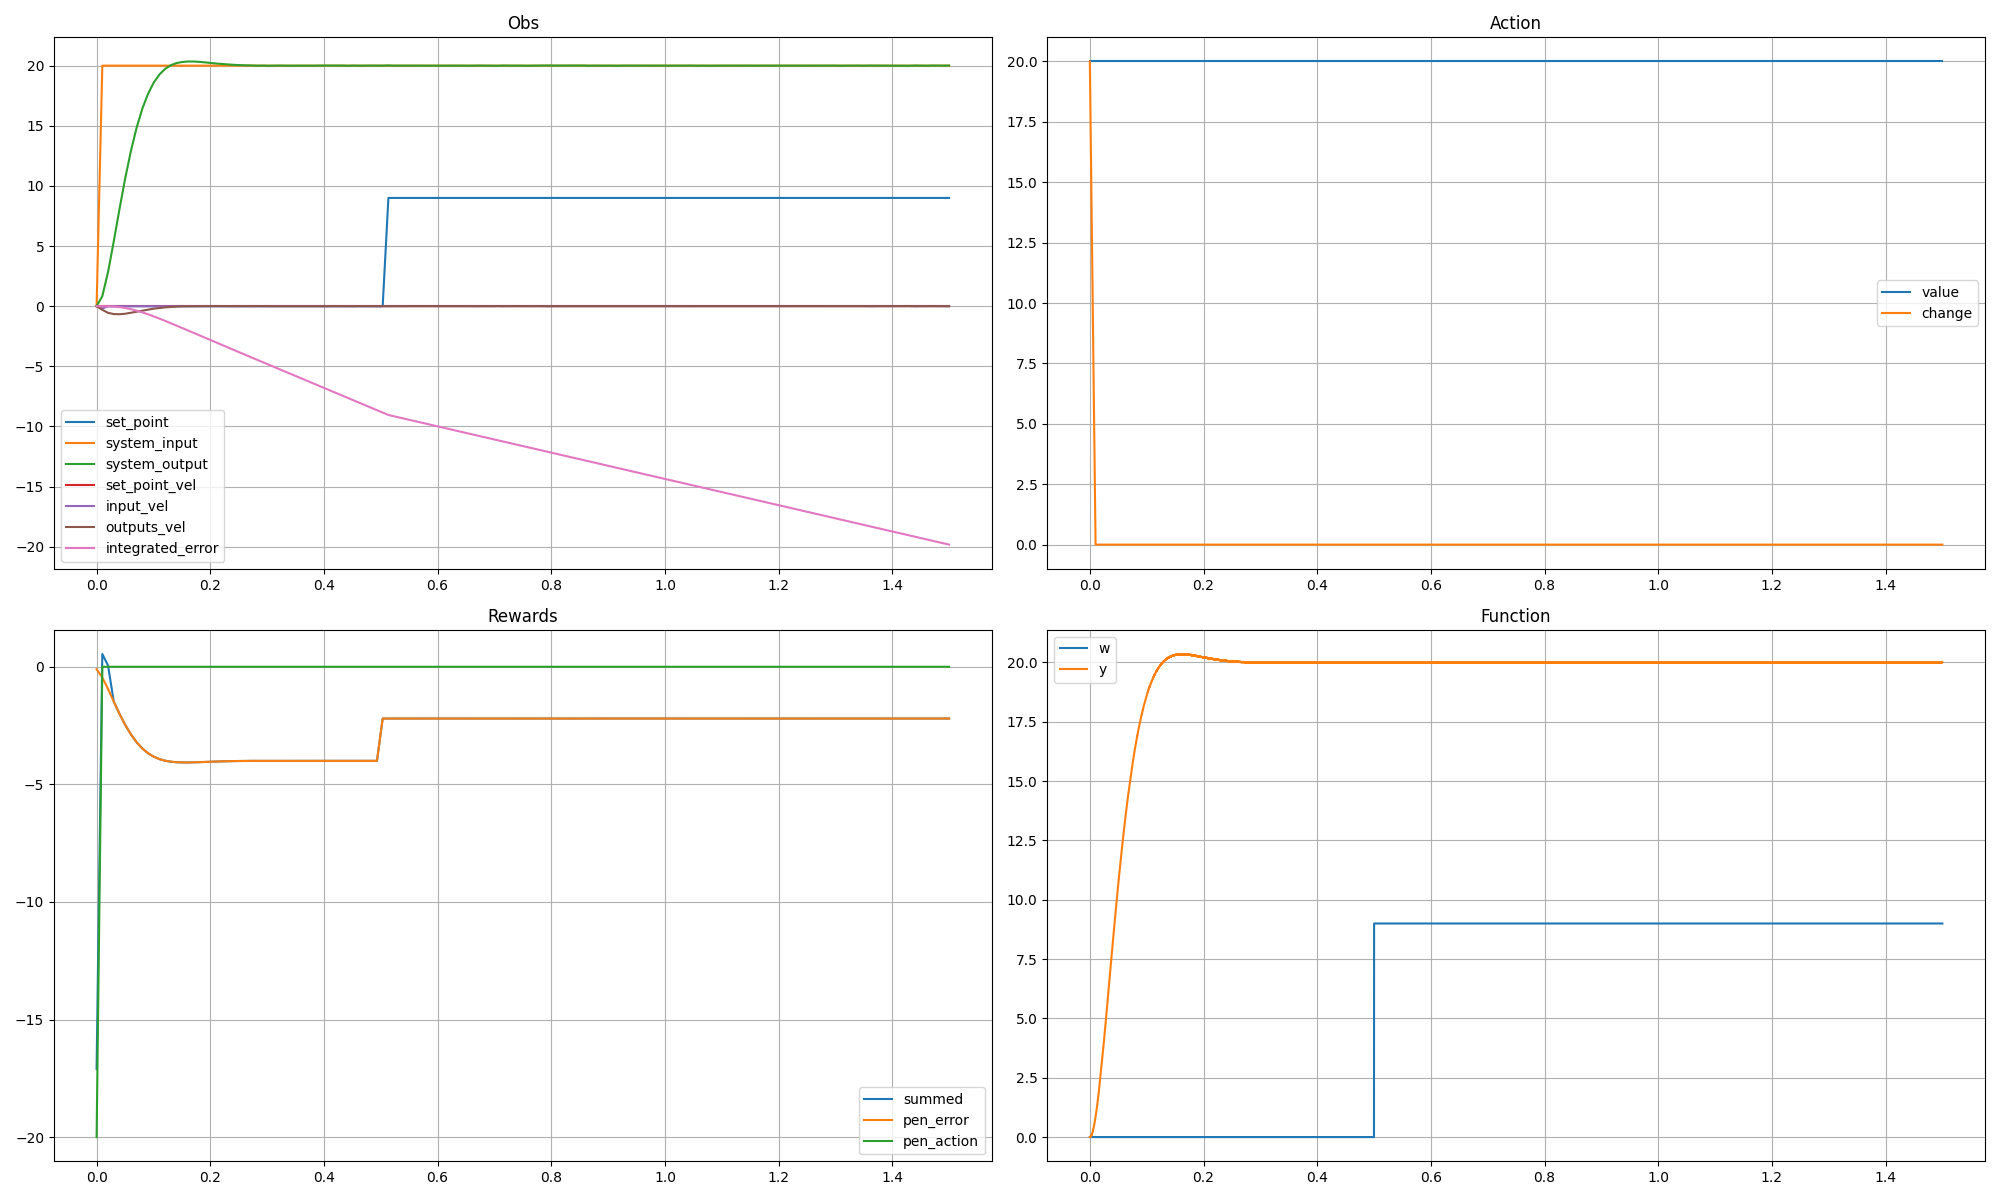 Obs
20
15
10
5
0
−5
−10
−15
−20
set_point
system_input
system_output
set_point_vel
input_vel
outputs_vel
integrated_error
0.0 0.2 0.4 0.6 0.8 1.0 1.2 1.4
Action
20.0
17.5
15.0
12.5
10.0
7.5
5.0
2.5
0.0
value
change
0.0 0.2 0.4 0.6 0.8 1.0 1.2 1.4
Rewards
0
−5
−10
−15
−20
summed
pen_error
pen_action
0.0 0.2 0.4 0.6 0.8 1.0 1.2 1.4
Function
w
y
20.0
17.5
15.0
12.5
10.0
7.5
5.0
2.5
0.0
0.0 0.2 0.4 0.6 0.8 1.0 1.2 1.4